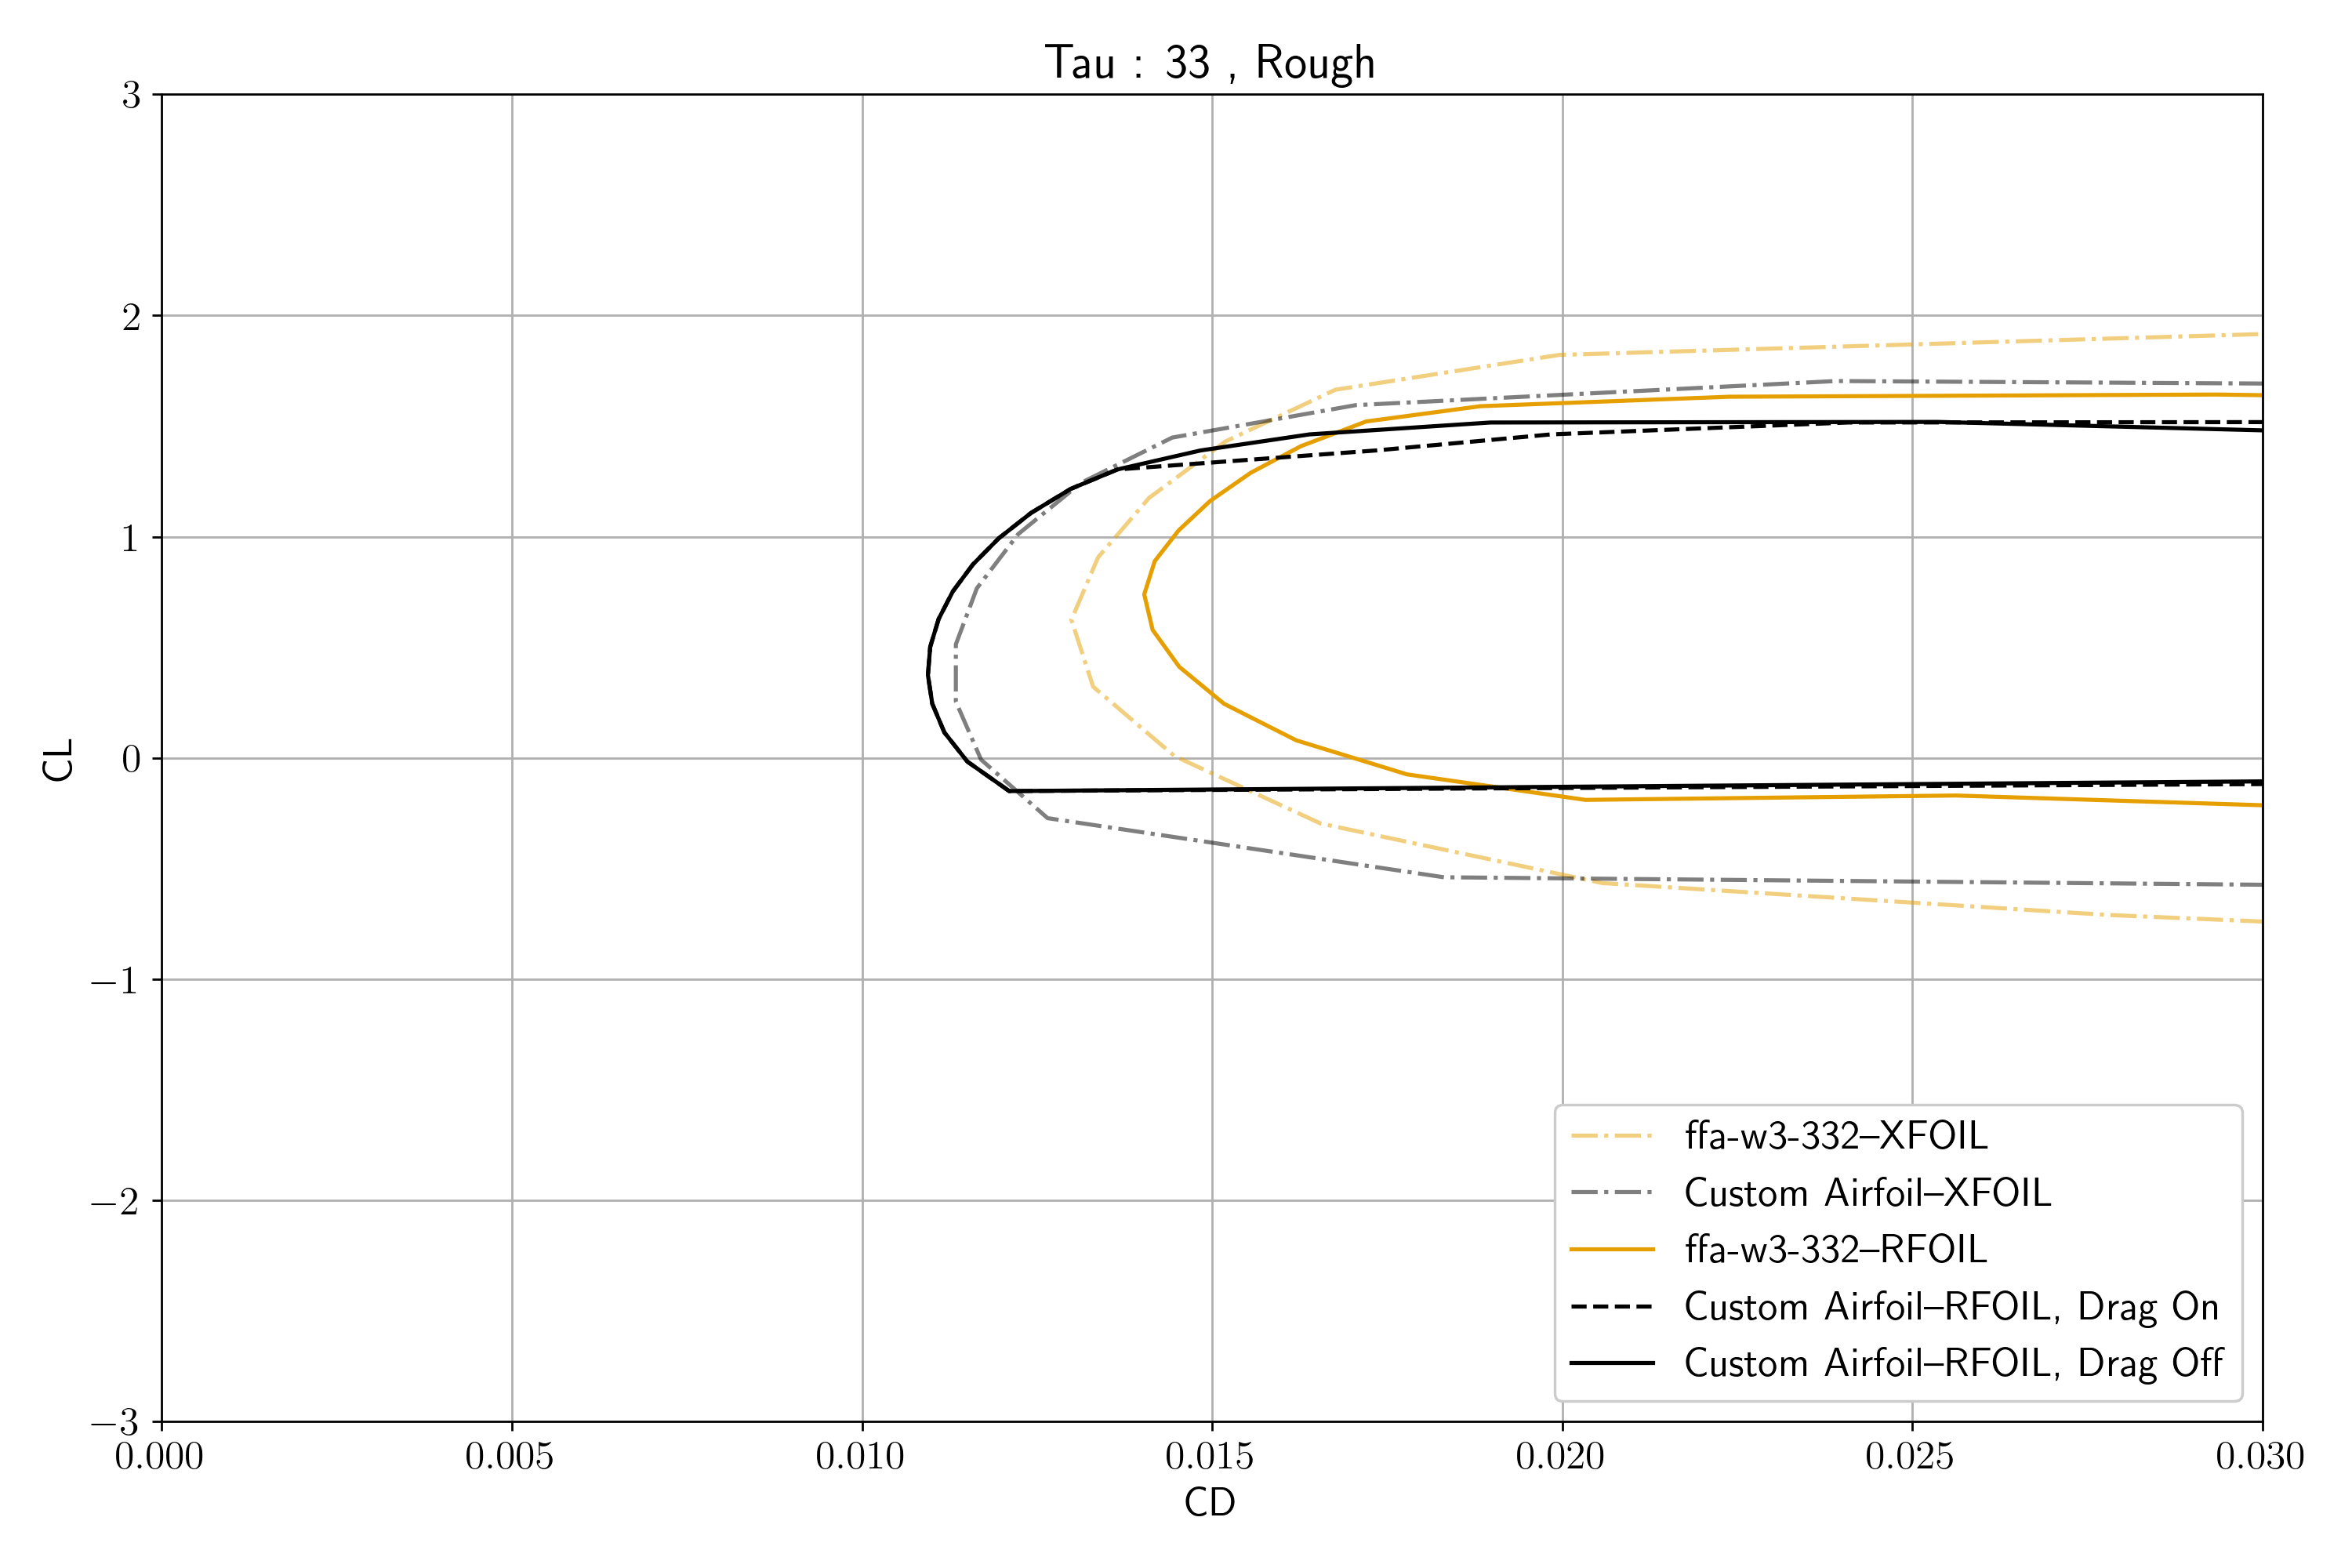 Tau : 33 , Rough
3
2
1
0
−1
−2
−3
CL
0.000 0.005 0.010 0.015 0.020 0.025 0.030
CD
ffa-w3-332–XFOIL
Custom Airfoil–XFOIL
ffa-w3-332–RFOIL
Custom Airfoil–RFOIL, Drag On
Custom Airfoil–RFOIL, Drag Off